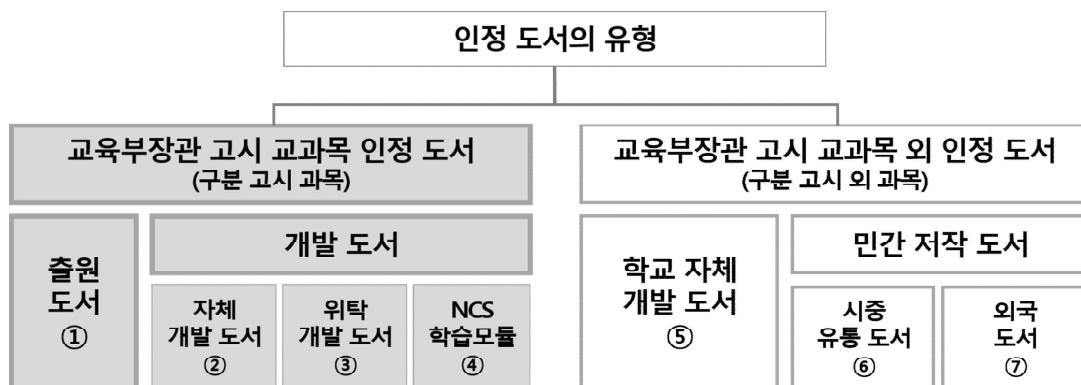 인정 도서의 유형
교육부장관 고시 교과목 인정 도서
(구분 고시 과목)
교육부장관 고시 교과목 외 인정 도서
(구분 고시 외 과목)
출원
도서
①
개발 도서
자체
개발 도서
②
위탁
개발 도서
③
NCS
학습모듈
④
학교 자체
개발 도서
⑤
민간 저작 도서
시중
유통 도서
⑥
외국
도서
⑦